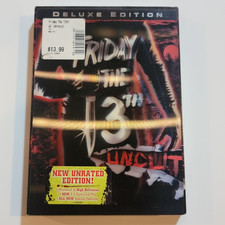 DELUXE EDITION
$13.99
FRIDAY
THE
13TH
UNCUT
NEW UNRATED
EDITION!